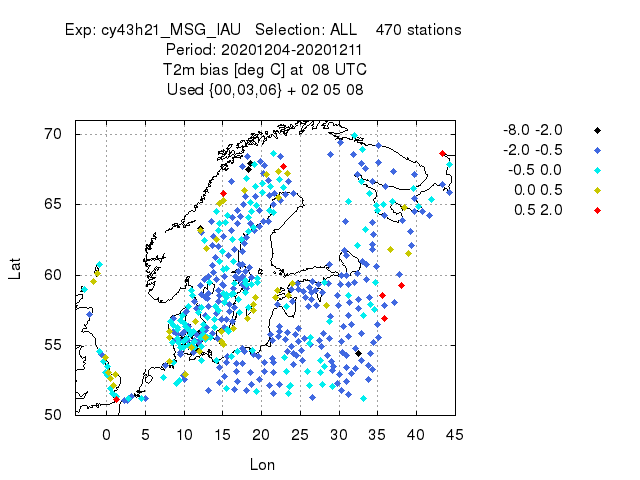 Exp: cy43h21_MSG_IAU   Selection: ALL    470 stations
Period: 20201204-20201211
T2m bias [deg C] at  08 UTC
Used {00,03,06} + 02 05 08
70
65
60
55
50
Lat
0 5 10 15 20 25 30 35 40 45
Lon
-8.0 -2.0
-2.0 -0.5
-0.5 0.0
0.0 0.5
0.5 2.0